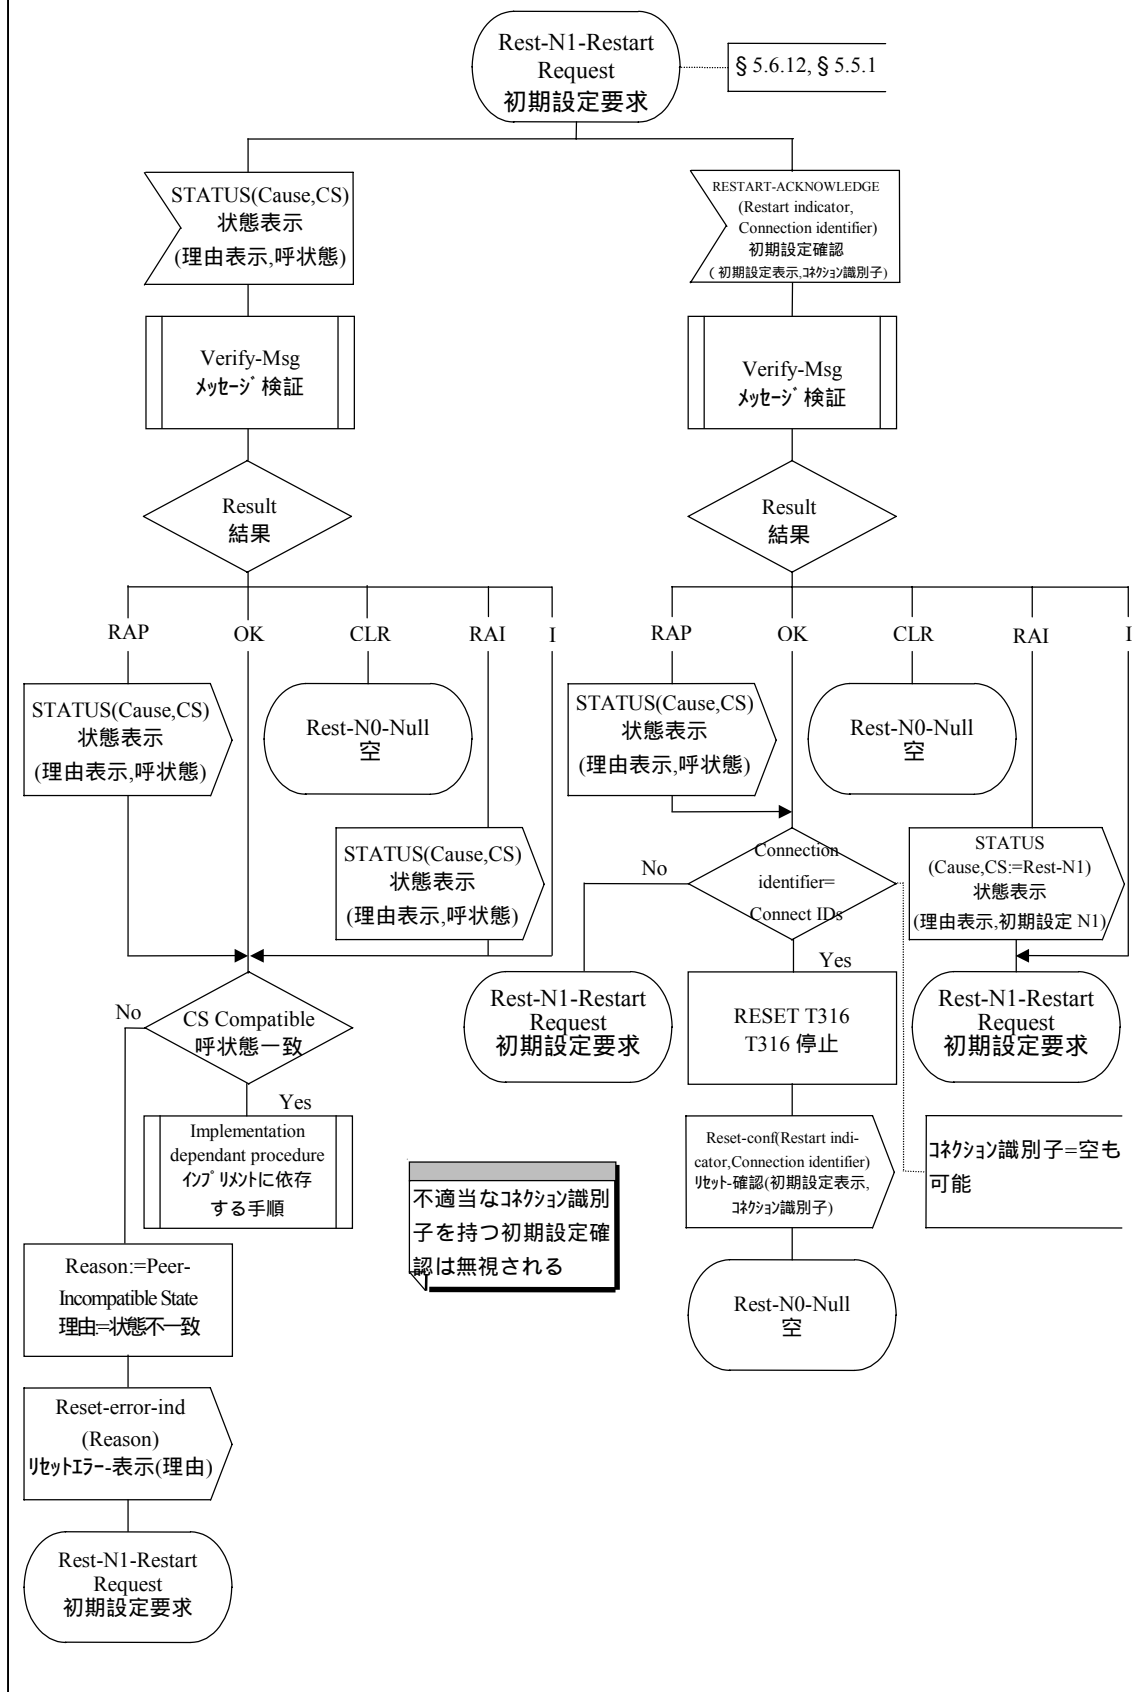 Rest-N1-Restart
Request
初期設定要求
§ 5.6.12, § 5.5.1
STATUS(Cause,CS)
状態表示
(理由表示,呼状態)
RESTART-ACKNOWLEDGE
(Restart indicator,
Connection identifier)
初期設定確認
( 初期設定表示,ｺﾈｸｼｮﾝ識別子)
Verify-Msg
ﾒｯｾｰｼﾞ検証
Verify-Msg
ﾒｯｾｰｼﾞ検証
Result
結果
Result
結果
RAP
OK
CLR
RAI
I
RAP
OK
CLR
RAI
I
STATUS(Cause,CS)
状態表示
(理由表示,呼状態)
Rest-N0-Null
空
STATUS(Cause,CS)
状態表示
(理由表示,呼状態)
Rest-N0-Null
空
STATUS(Cause,CS)
状態表示
(理由表示,呼状態)
No
Connection
identifier=
Connect IDs
Yes
STATUS
(Cause,CS:=Rest-N1)
状態表示
(理由表示,初期設定 N1)
No
CS Compatible
呼状態一致
Yes
Rest-N1-Restart
Request
初期設定要求
RESET T316
T316 停止
Rest-N1-Restart
Request
初期設定要求
Implementation
dependant procedure
ｲﾝﾌﾟﾘﾒﾝﾄに依存
する手順
不適当なｺﾈｸｼｮﾝ識別
子を持つ初期設定確
認は無視される
Reset-conf(Restart indi-
cator,Connection identifier)
ﾘｾｯﾄ-確認(初期設定表示,
ｺﾈｸｼｮﾝ識別子)
ｺﾈｸｼｮﾝ識別子=空も
可能
Reason:=Peer-
Incompatible State
理由:=状態不一致
Rest-N0-Null
空
Reset-error-ind
(Reason)
ﾘｾｯﾄｴﾗｰ-表示(理由)
Rest-N1-Restart
Request
初期設定要求